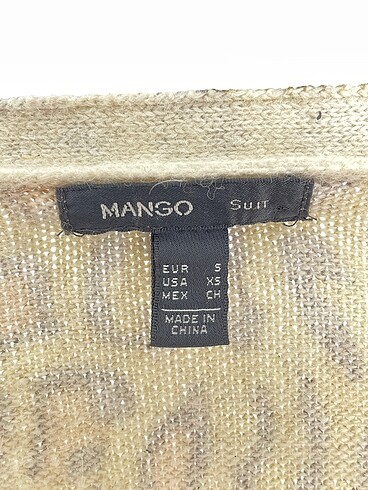 MANGO SUIT
EUR S
USA XS
MEX CH
MADE IN
CHINA